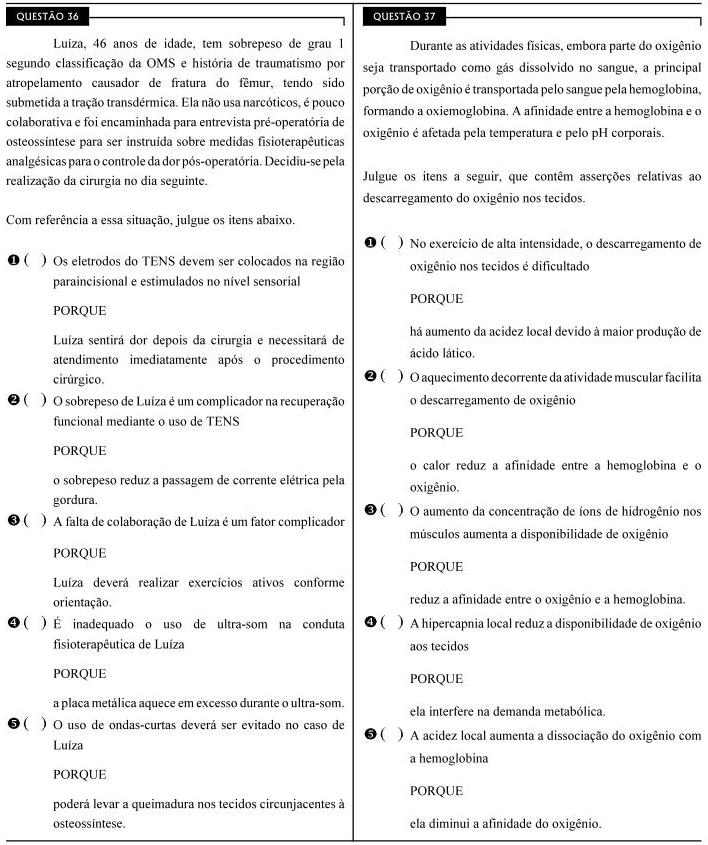 QUESTÃO 36
Luíza, 46 anos de idade, tem sobrepeso de grau 1
segundo classificação da OMS e história de traumatismo por
atropelamento causador de fratura do fêmur, tendo sido
submetida a tração transdérmica. Ela não usa narcóticos, é pouco
colaborativa e foi encaminhada para entrevista pré-operatória de
osteossíntese para ser instruída sobre medidas fisioterapêuticas
analgésicas para o controle da dor pós-operatória. Decidiu-se pela
realização da cirurgia no dia seguinte.
Com referência a essa situação, julgue os itens abaixo.
❶ ( ) Os eletrodos do TENS devem ser colocados na região
paraincisional e estimulados no nível sensorial
PORQUE
Luíza sentirá dor depois da cirurgia e necessitará de
atendimento imediatamente após o procedimento
cirúrgico.
❷ ( ) O sobrepeso de Luíza é um complicador na recuperação
funcional mediante o uso de TENS
PORQUE
o sobrepeso reduz a passagem de corrente elétrica pela
gordura.
❸ ( ) A falta de colaboração de Luíza é um fator complicador
PORQUE
Luíza deverá realizar exercícios ativos conforme
orientação.
❹ ( ) É inadequado o uso de ultra-som na conduta
fisioterapêutica de Luíza
PORQUE
a placa metálica aquece em excesso durante o ultra-som.
❺ ( ) O uso de ondas-curtas deverá ser evitado no caso de
Luíza
PORQUE
poderá levar a queimadura nos tecidos circunjacentes à
osteossíntese.
QUESTÃO 37
Durante as atividades físicas, embora parte do oxigênio
seja transportado como gás dissolvido no sangue, a principal
porção de oxigênio é transportada pelo sangue pela hemoglobina,
formando a oxiemoglobina. A afinidade entre a hemoglobina e o
oxigênio é afetada pela temperatura e pelo pH corporais.
Julgue os itens a seguir, que contêm asserções relativas ao
descarregamento do oxigênio nos tecidos.
❶ ( ) No exercício de alta intensidade, o descarregamento de
oxigênio nos tecidos é dificultado
PORQUE
há aumento da acidez local devido à maior produção de
ácido lático.
❷ ( ) O aquecimento decorrente da atividade muscular facilita
o descarregamento de oxigênio
PORQUE
o calor reduz a afinidade entre a hemoglobina e o
oxigênio.
❸ ( ) O aumento da concentração de íons de hidrogênio nos
músculos aumenta a disponibilidade de oxigênio
PORQUE
reduz a afinidade entre o oxigênio e a hemoglobina.
❹ ( ) A hipercapnia local reduz a disponibilidade de oxigênio
aos tecidos
PORQUE
ela interfere na demanda metabólica.
❺ ( ) A acidez local aumenta a dissociação do oxigênio com
a hemoglobina
PORQUE
ela diminui a afinidade do oxigênio.